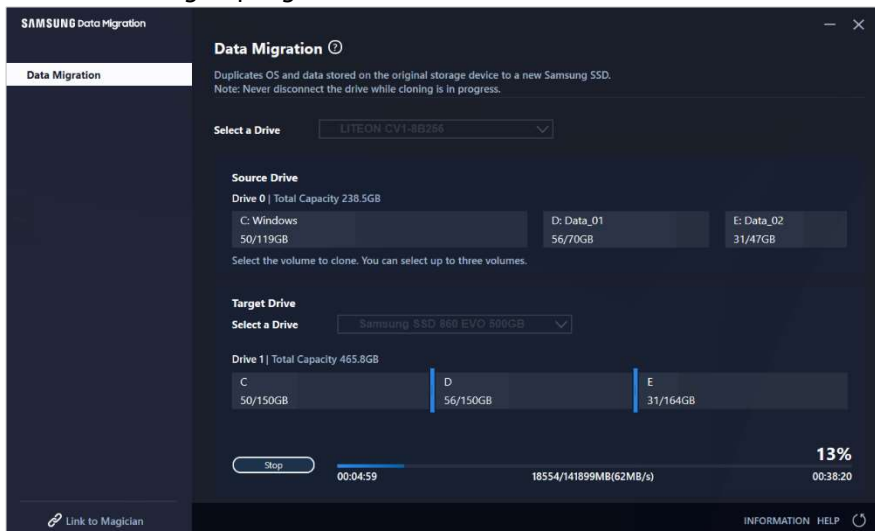 SAMSUNG Data Migration
Data Migration
Data Migration ?
Duplicates OS and data stored on the original storage device to a new Samsung SSD.
Note: Never disconnect the drive while cloning is in progress.
Select a Drive LITEON CV1-8B256
Source Drive
Drive 0 | Total Capacity 238.5GB
C: Windows D: Data_01 E: Data_02
50/119GB 56/70GB 31/47GB
Select the volume to clone. You can select up to three volumes.
Target Drive
Select a Drive Samsung SSD 860 EVO 500GB
Drive 1 | Total Capacity 465.8GB
C D E
50/150GB 56/150GB 31/164GB
13%
Stop
00:04:59 18554/141899MB(62MB/s) 00:38:20
Link to Magician INFORMATION HELP